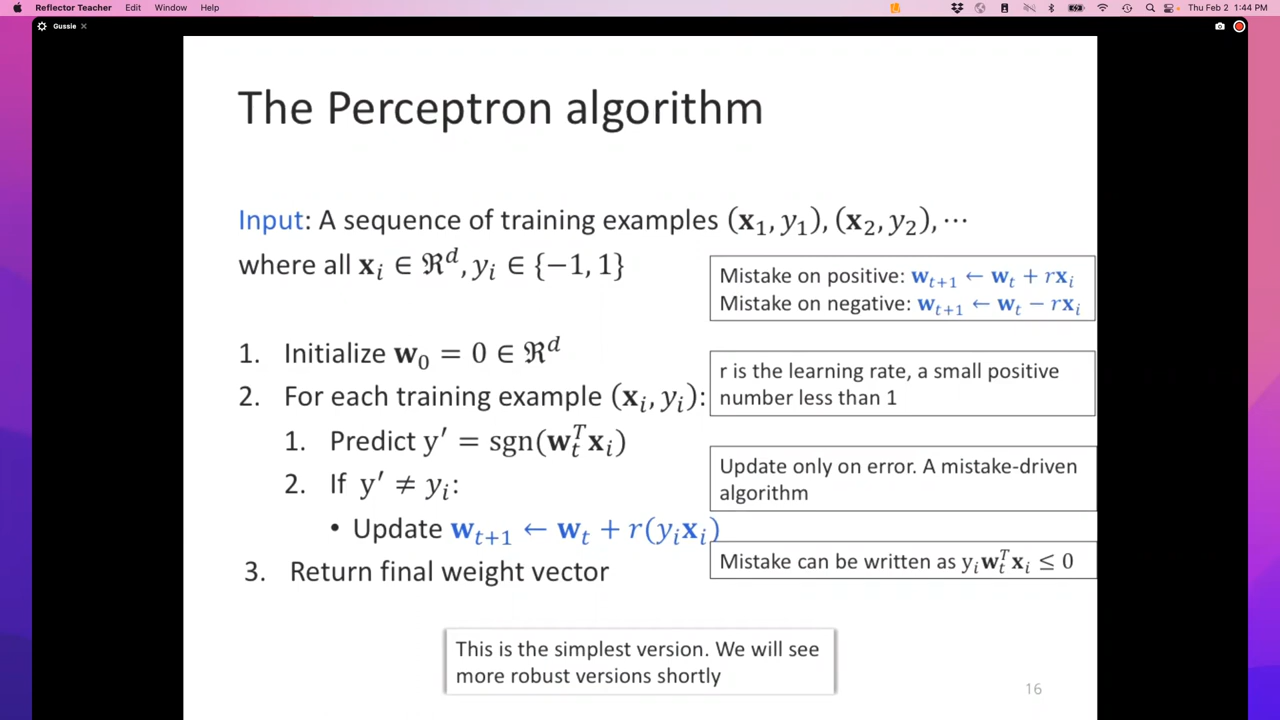 Reflector Teacher Edit Window Help Thu Feb 2 1:44 PM
Gussie
The Perceptron algorithm
Input: A sequence of training examples (𝐱₁, y₁), (𝐱₂, y₂), ⋯
where all 𝐱ᵢ ∈ ℜᵈ, yᵢ ∈ {−1, 1}
Mistake on positive: 𝐰ₜ₊₁ ← 𝐰ₜ + r𝐱ᵢ
Mistake on negative: 𝐰ₜ₊₁ ← 𝐰ₜ − r𝐱ᵢ
1. Initialize 𝐰₀ = 0 ∈ ℜᵈ
r is the learning rate, a small positive
number less than 1
2. For each training example (𝐱ᵢ, yᵢ):
1. Predict y′ = sgn(𝐰ₜᵀ𝐱ᵢ)
2. If y′ ≠ yᵢ:
Update only on error. A mistake-driven
algorithm
• Update 𝐰ₜ₊₁ ← 𝐰ₜ + r(yᵢ𝐱ᵢ)
Mistake can be written as yᵢ𝐰ₜᵀ𝐱ᵢ ≤ 0
3. Return final weight vector
This is the simplest version. We will see
more robust versions shortly
16